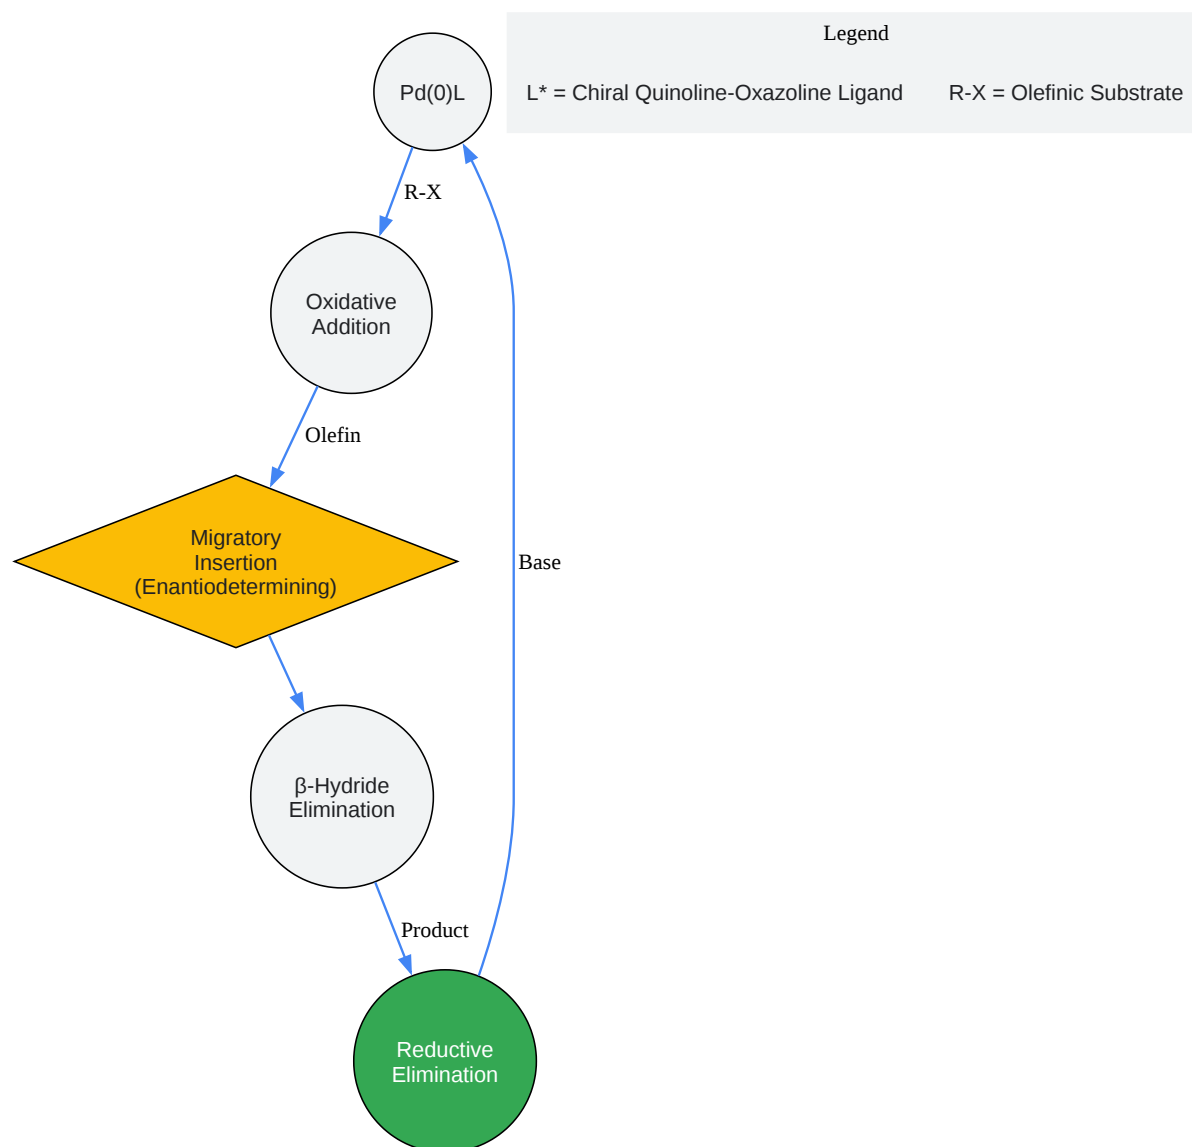 Legend
L* = Chiral Quinoline-Oxazoline Ligand
R-X = Olefinic Substrate
Pd(0)L
R-X
Oxidative
Addition
Olefin
Migratory
Insertion
(Enantiodetermining)
Base
β-Hydride
Elimination
Product
Reductive
Elimination